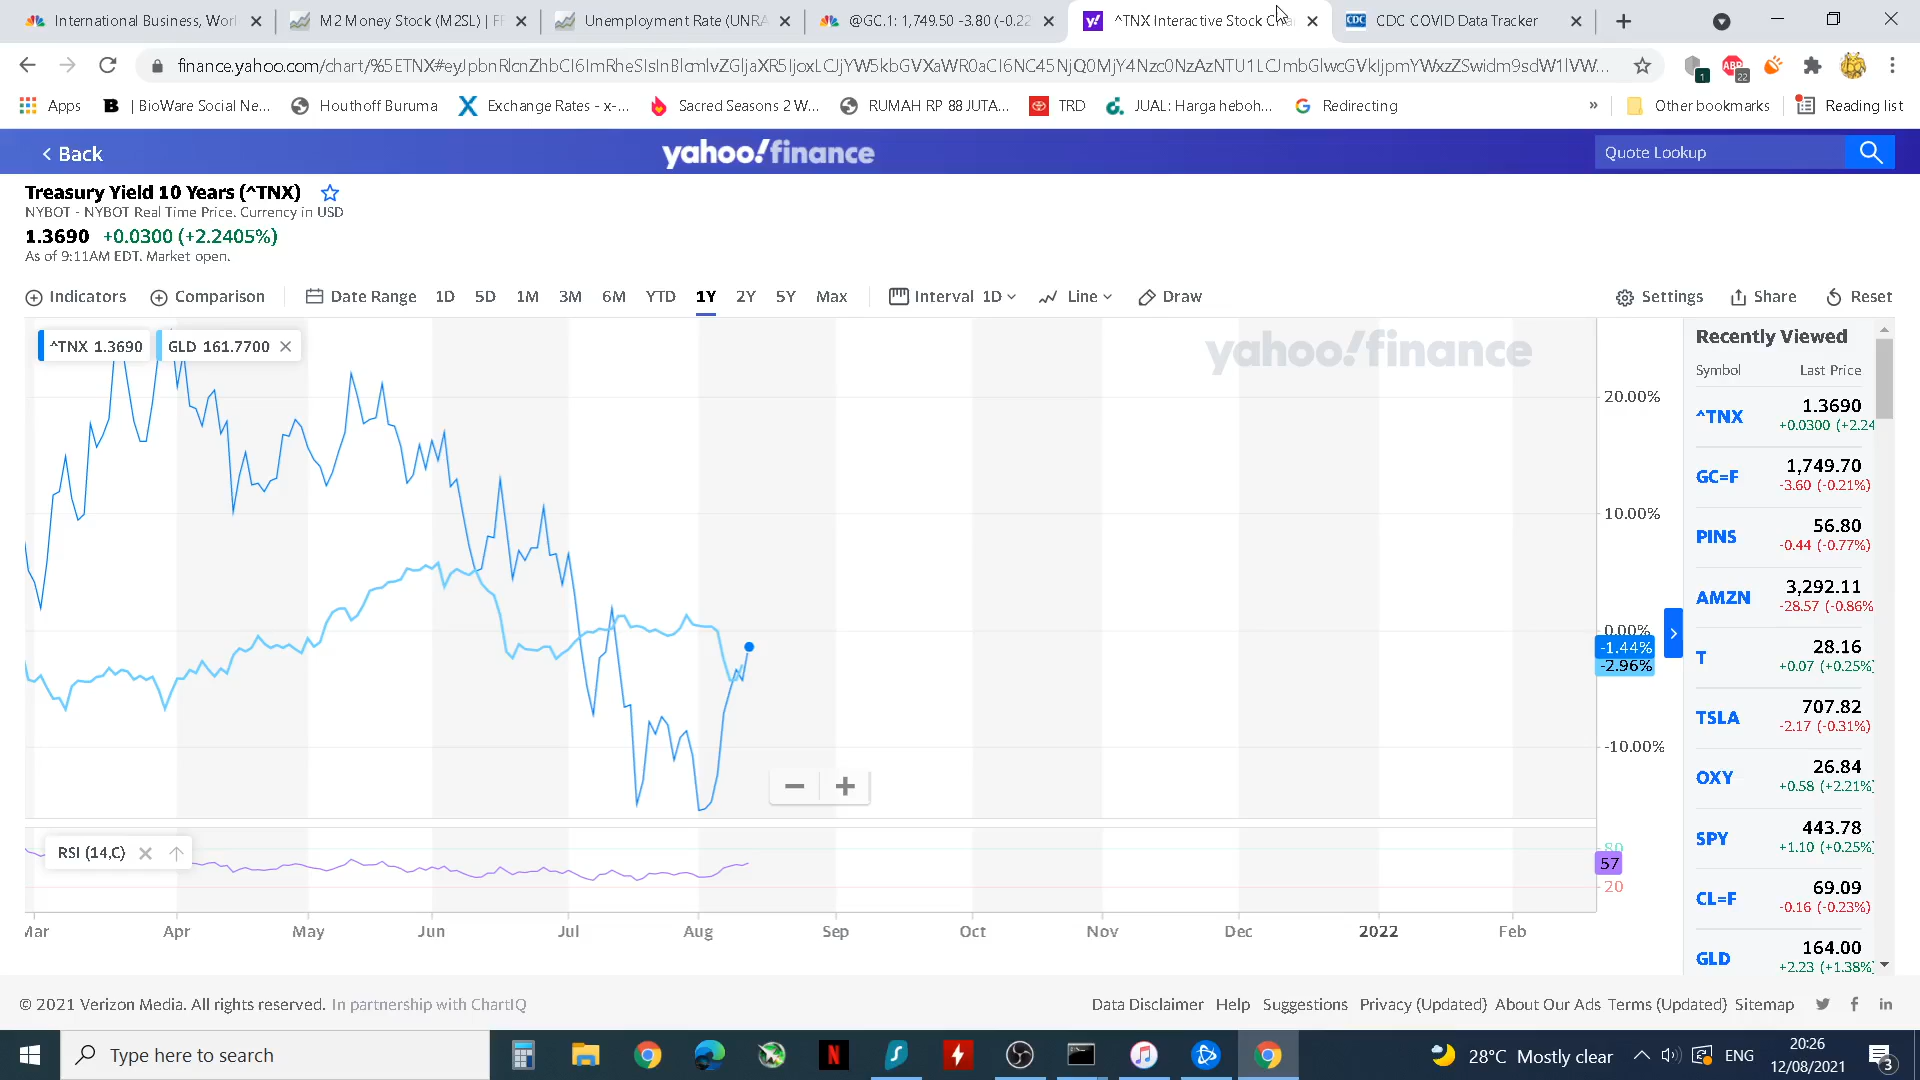 International Business, Worl
M2 Money Stock (M2SL) | F
Unemployment Rate (UNRA
@GC.1: 1,749.50 -3.80 (-0.22
^TNX Interactive Stock
CDC COVID Data Tracker
finance.yahoo.com/chart/%5ETNX#
Apps
| BioWare Social Ne...
Houthoff Buruma
Exchange Rates - x-...
Sacred Seasons 2 W...
RUMAH RP 88 JUTA...
TRD
JUAL: Harga heboh...
Redirecting
»
Other bookmarks
Reading list
Back
yahoo!finance
Quote Lookup
Treasury Yield 10 Years (^TNX)
NYBOT - NYBOT Real Time Price. Currency in USD
1.3690 +0.0300 (+2.2405%)
As of 9:11AM EDT. Market open.
Indicators
Comparison
Date Range 1D 5D 1M 3M 6M YTD 1Y 2Y 5Y Max
Interval 1D
Line
Draw
Settings
Share
Reset
^TNX 1.3690
GLD 161.7700
yahoo!finance
20.00%
10.00%
0.00%
-1.44%
-2.96%
-10.00%
RSI (14,C)
80
57
20
Mar Apr May Jun Jul Aug Sep Oct Nov Dec 2022 Feb
Recently Viewed
Symbol Last Price
^TNX 1.3690
+0.0300 (+2.24
GC=F 1,749.70
-3.60 (-0.21%)
PINS 56.80
-0.44 (-0.77%)
AMZN 3,292.11
-28.57 (-0.86%
T 28.16
+0.07 (+0.25%)
TSLA 707.82
-2.17 (-0.31%)
OXY 26.84
+0.58 (+2.21%)
SPY 443.78
+1.10 (+0.25%)
CL=F 69.09
-0.16 (-0.23%)
GLD 164.00
+2.23 (+1.38%)
© 2021 Verizon Media. All rights reserved. In partnership with ChartIQ
Data Disclaimer Help Suggestions Privacy (Updated) About Our Ads Terms (Updated) Sitemap
Type here to search
28°C Mostly clear
ENG
20:26
12/08/2021
3